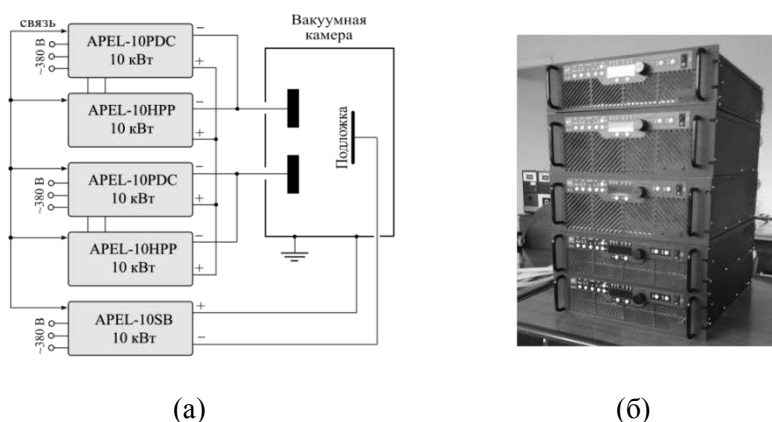 связь
Вакуумная
камера
APEL-10PDC
10 кВт
−
+
~380 В
APEL-10HPP
10 кВт
−
+
Подложка
APEL-10PDC
10 кВт
−
+
~380 В
APEL-10HPP
10 кВт
−
+
APEL-10SB
10 кВт
+
−
~380 В
(а)
(б)